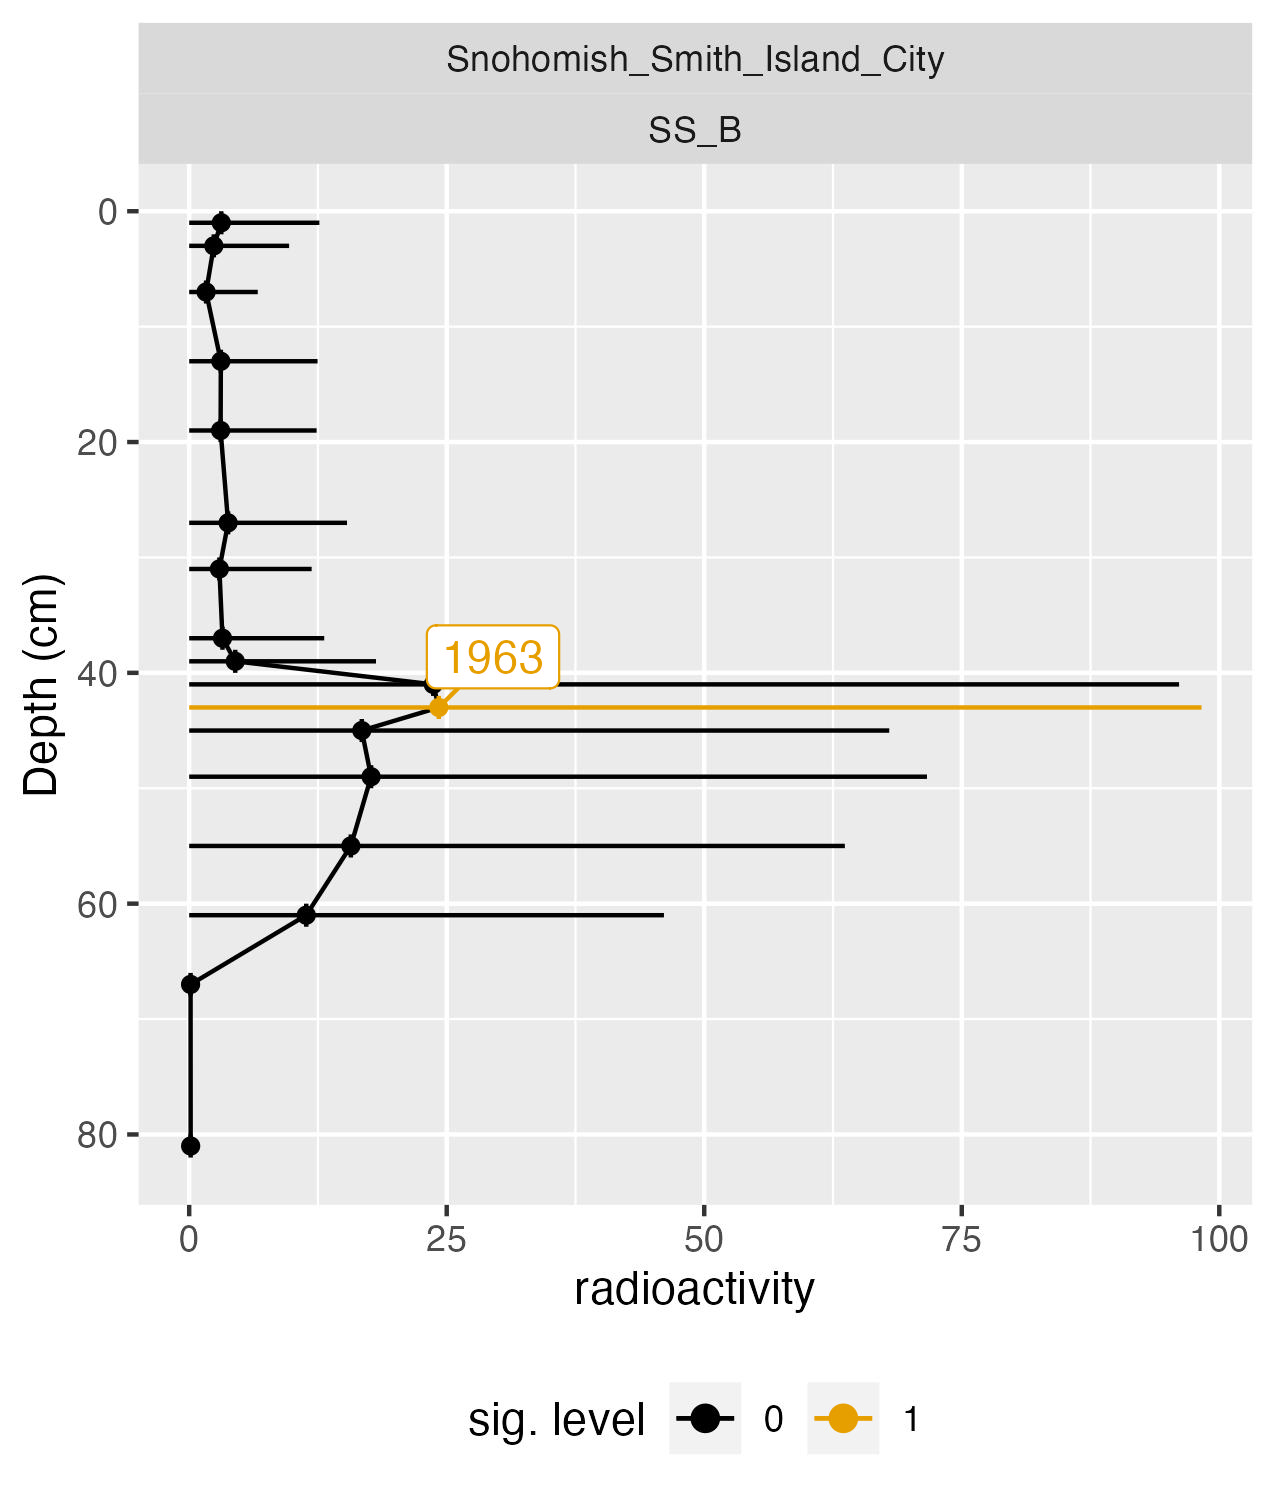 Snohomish_Smith_Island_City
SS_B
0
20
40
60
80
Depth (cm)
1963
0 25 50 75 100
radioactivity
sig. level 0 1